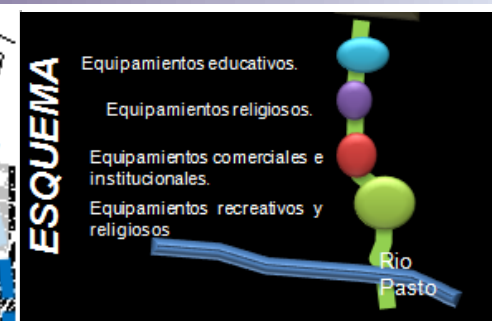 ESQUEMA
Equipamientos educativos.
Equipamientos religiosos.
Equipamientos comerciales e
institucionales.
Equipamientos recreativos y
religiosos
Rio
Pasto